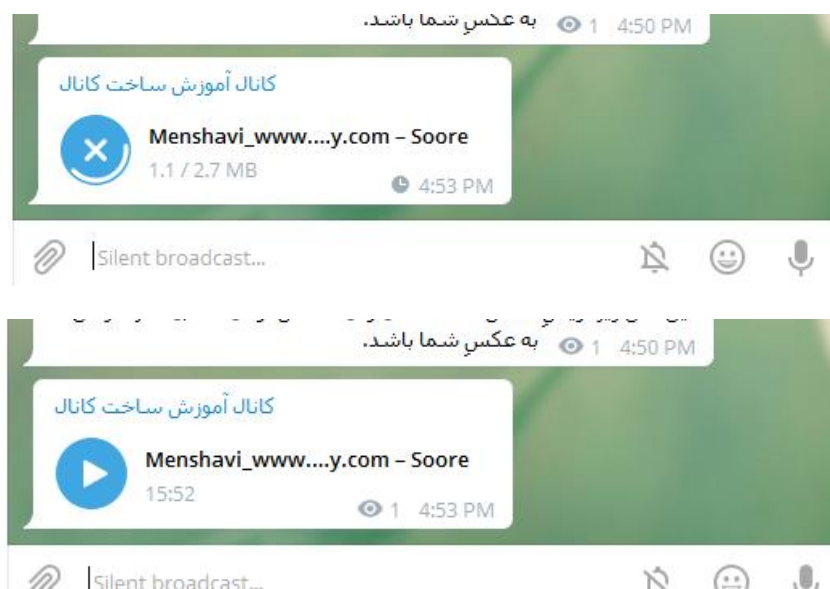 به عکسِ شما باشد.
1 4:50 PM
کانال آموزش ساخت کانال
Menshavi_www....y.com – Soore
1.1 / 2.7 MB
4:53 PM
Silent broadcast...
به عکسِ شما باشد.
1 4:50 PM
کانال آموزش ساخت کانال
Menshavi_www....y.com – Soore
15:52
1 4:53 PM
Silent broadcast...